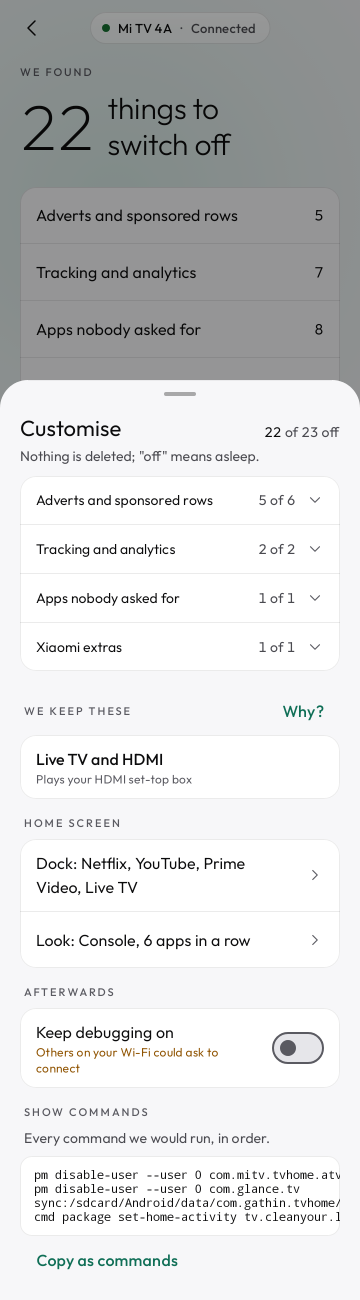 Mi TV 4A · Connected
WE FOUND
22 things to
switch off
Adverts and sponsored rows 5
Tracking and analytics 7
Apps nobody asked for 8
Customise 22 of 23 off
Nothing is deleted; "off" means asleep.
Adverts and sponsored rows 5 of 6
Tracking and analytics 2 of 2
Apps nobody asked for 1 of 1
Xiaomi extras 1 of 1
WE KEEP THESE Why?
Live TV and HDMI
Plays your HDMI set-top box
HOME SCREEN
Dock: Netflix, YouTube, Prime
Video, Live TV
Look: Console, 6 apps in a row
AFTERWARDS
Keep debugging on
Others on your Wi-Fi could ask to
connect
SHOW COMMANDS
Every command we would run, in order.
pm disable-user --user 0 com.mitv.tvhome.atv
pm disable-user --user 0 com.glance.tv
sync:/sdcard/Android/data/com.gathin.tvhome/
cmd package set-home-activity tv.cleanyour.l
Copy as commands